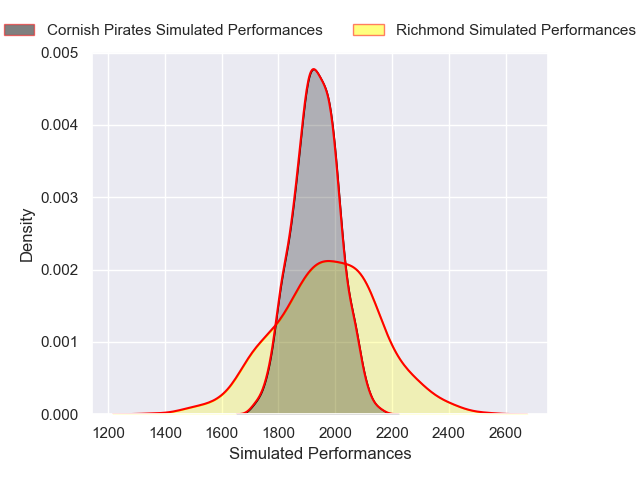 Cornish Pirates Simulated Performances
Richmond Simulated Performances
0.005
0.004
0.003
0.002
0.001
0.000
Density
1200 1400 1600 1800 2000 2200 2400 2600
Simulated Performances